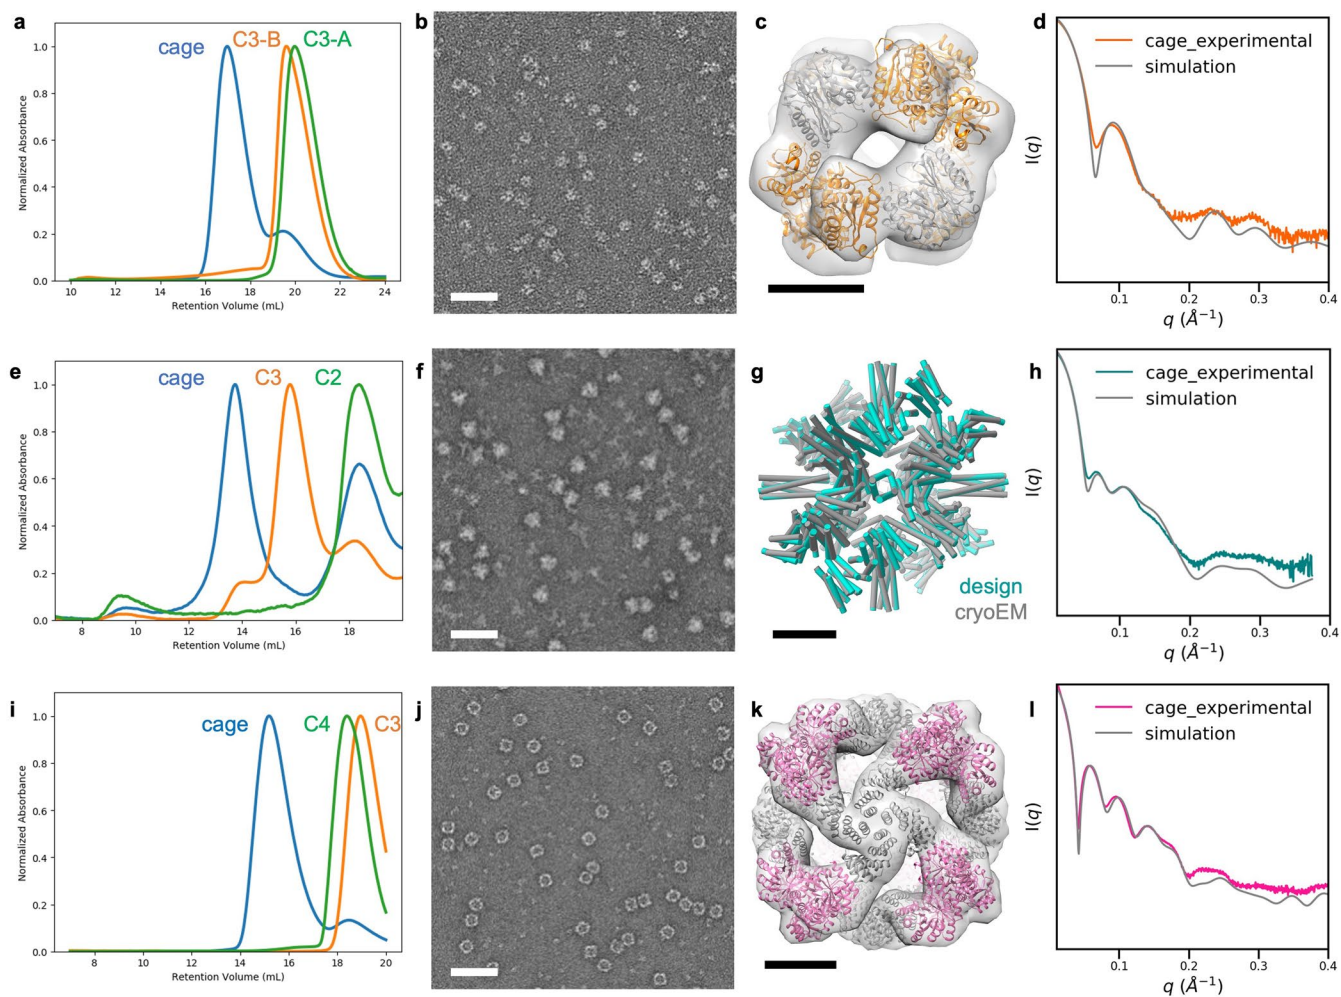 a
cage C3-B C3-A
Normalized Absorbance
1.0
0.8
0.6
0.4
0.2
0.0
10 12 14 16 18 20 22 24
Retention Volume (mL)
b
c
d
cage_experimental
simulation
I(q)
0.1 0.2 0.3 0.4
q (Å⁻¹)
e
cage C3 C2
Normalized Absorbance
1.0
0.8
0.6
0.4
0.2
0.0
8 10 12 14 16 18
Retention Volume (mL)
f
g
design
cryoEM
h
cage_experimental
simulation
I(q)
0.1 0.2 0.3 0.4
q (Å⁻¹)
i
cage C4 C3
Normalized Absorbance
1.0
0.8
0.6
0.4
0.2
0.0
8 10 12 14 16 18 20
Retention Volume (mL)
j
k
l
cage_experimental
simulation
I(q)
0.1 0.2 0.3 0.4
q (Å⁻¹)